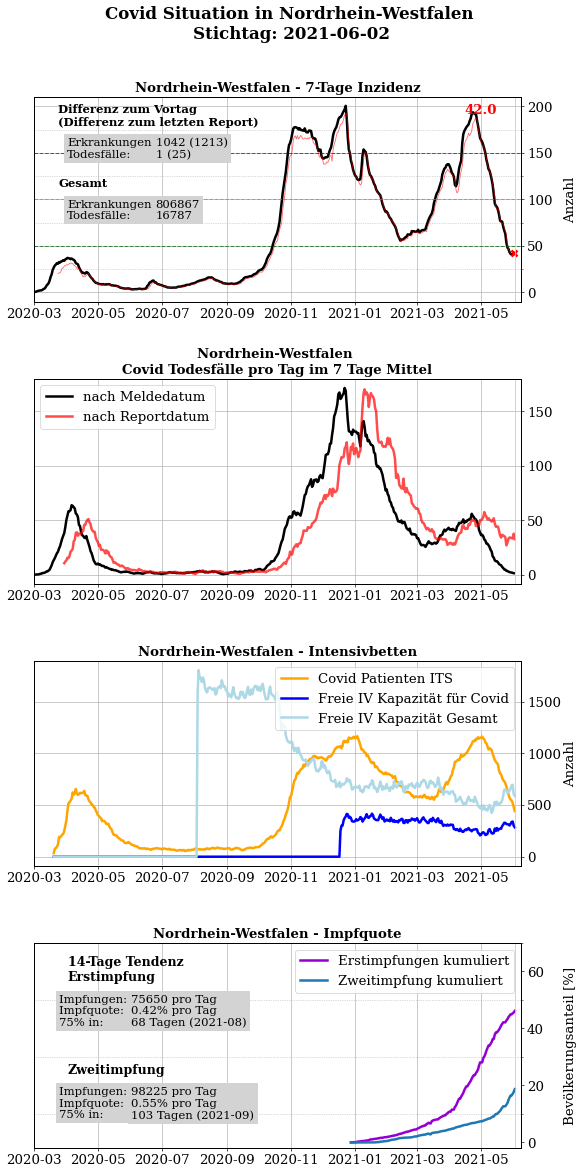 Covid Situation in Nordrhein-Westfalen
Stichtag: 2021-06-02
Nordrhein-Westfalen - 7-Tage Inzidenz
Differenz zum Vortag
(Differenz zum letzten Report)
Erkrankungen 1042 (1213)
Todesfälle: 1 (25)
Gesamt
Erkrankungen 806867
Todesfälle: 16787
42.0
200
150
100
50
0
Anzahl
2020-03 2020-05 2020-07 2020-09 2020-11 2021-01 2021-03 2021-05
Nordrhein-Westfalen
Covid Todesfälle pro Tag im 7 Tage Mittel
nach Meldedatum
nach Reportdatum
150
100
50
0
2020-03 2020-05 2020-07 2020-09 2020-11 2021-01 2021-03 2021-05
Nordrhein-Westfalen - Intensivbetten
Covid Patienten ITS
Freie IV Kapazität für Covid
Freie IV Kapazität Gesamt
1500
1000
500
0
Anzahl
2020-03 2020-05 2020-07 2020-09 2020-11 2021-01 2021-03 2021-05
Nordrhein-Westfalen - Impfquote
14-Tage Tendenz
Erstimpfung
Impfungen: 75650 pro Tag
Impfquote: 0.42% pro Tag
75% in: 68 Tagen (2021-08)
Zweitimpfung
Impfungen: 98225 pro Tag
Impfquote: 0.55% pro Tag
75% in: 103 Tagen (2021-09)
Erstimpfungen kumuliert
Zweitimpfung kumuliert
60
40
20
0
Bevölkerungsanteil [%]
2020-03 2020-05 2020-07 2020-09 2020-11 2021-01 2021-03 2021-05